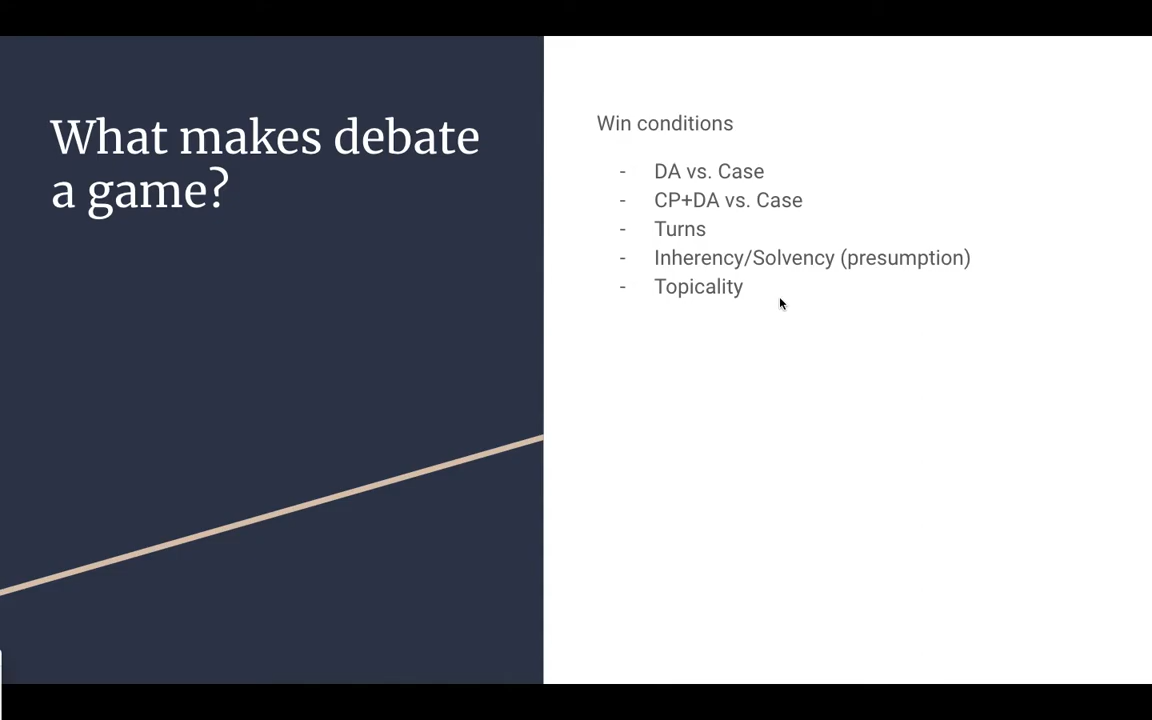 What makes debate
a game?
Win conditions
- DA vs. Case
- CP+DA vs. Case
- Turns
- Inherency/Solvency (presumption)
- Topicality